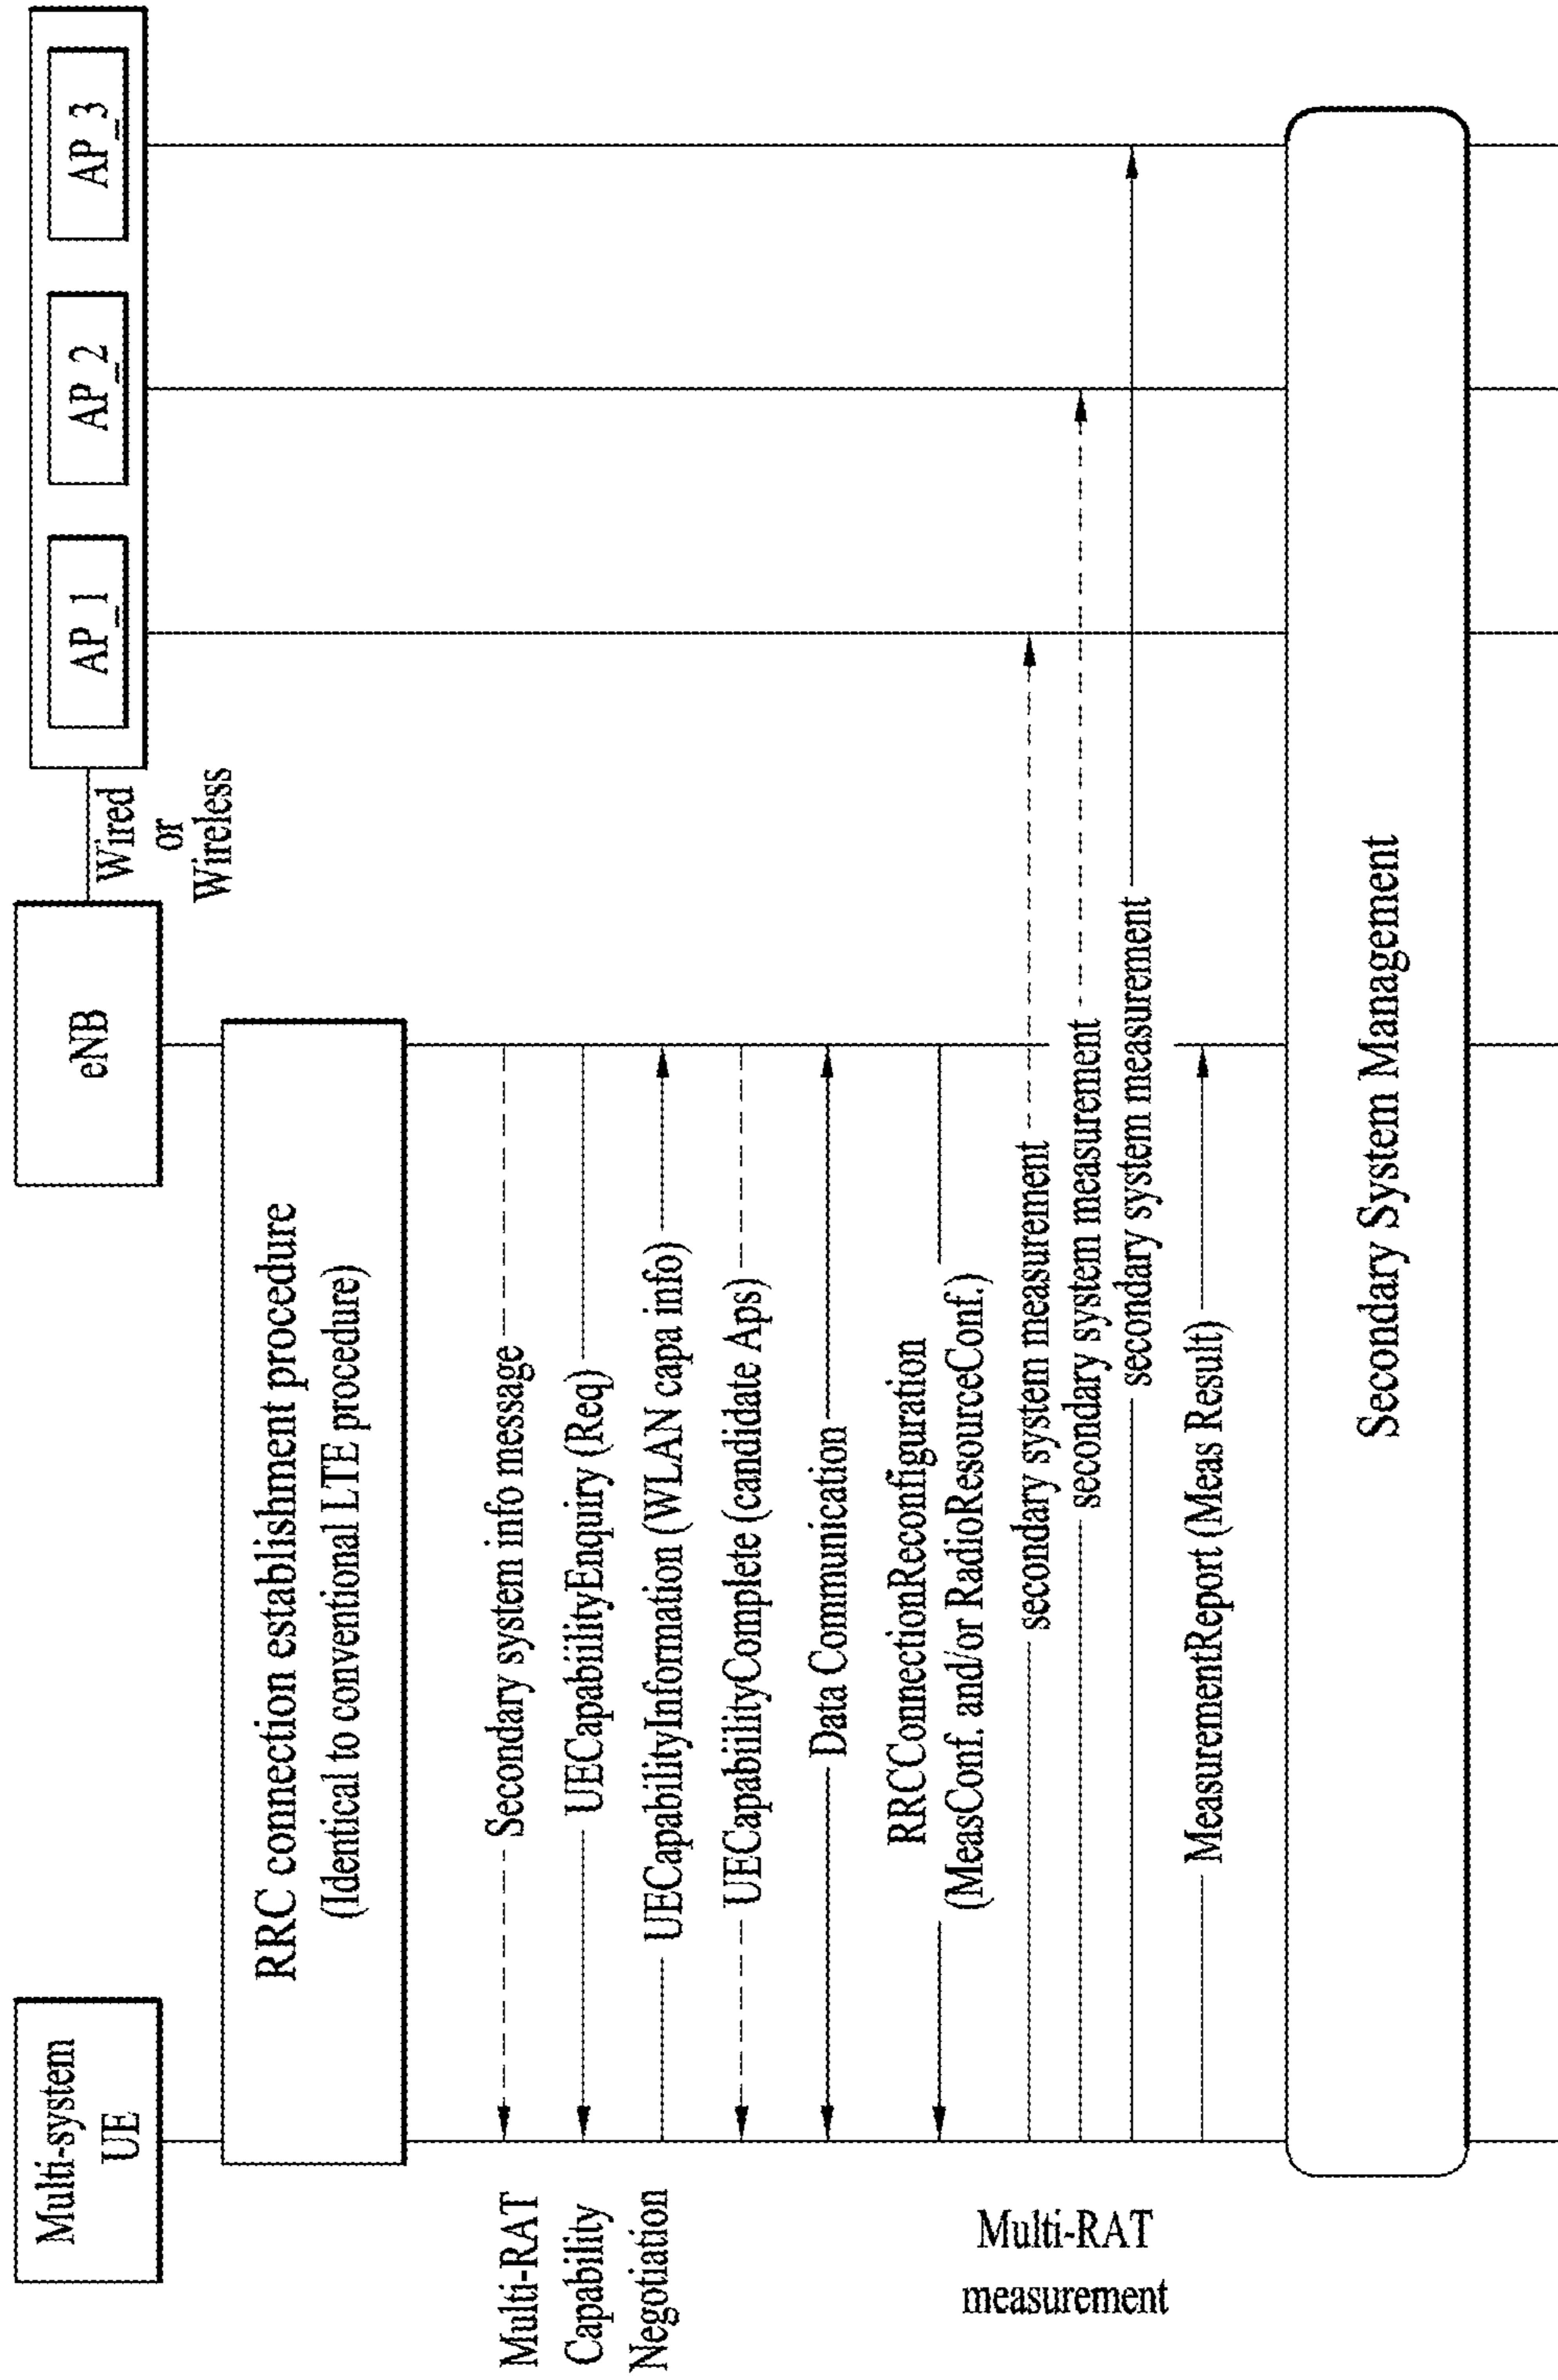 Multi-system
UE
eNB
Wired
or
Wireless
AP_1
AP_2
AP_3
RRC connection establishment procedure
(Identical to conventional LTE procedure)
Multi-RAT
Capability
Negotiation
Secondary system info message
UECapabilityEnquiry (Req)
UECapabilityInformation (WLAN capa info)
UECapabiilityComplete (candidate Aps)
Data Communication
RRCConnectionReconfiguration
(MeasConf. and/or RadioResourceConf.)
Multi-RAT
measurement
secondary system measurement
secondary system measurement
secondary system measurement
MeasurementReport (Meas Result)
Secondary System Management